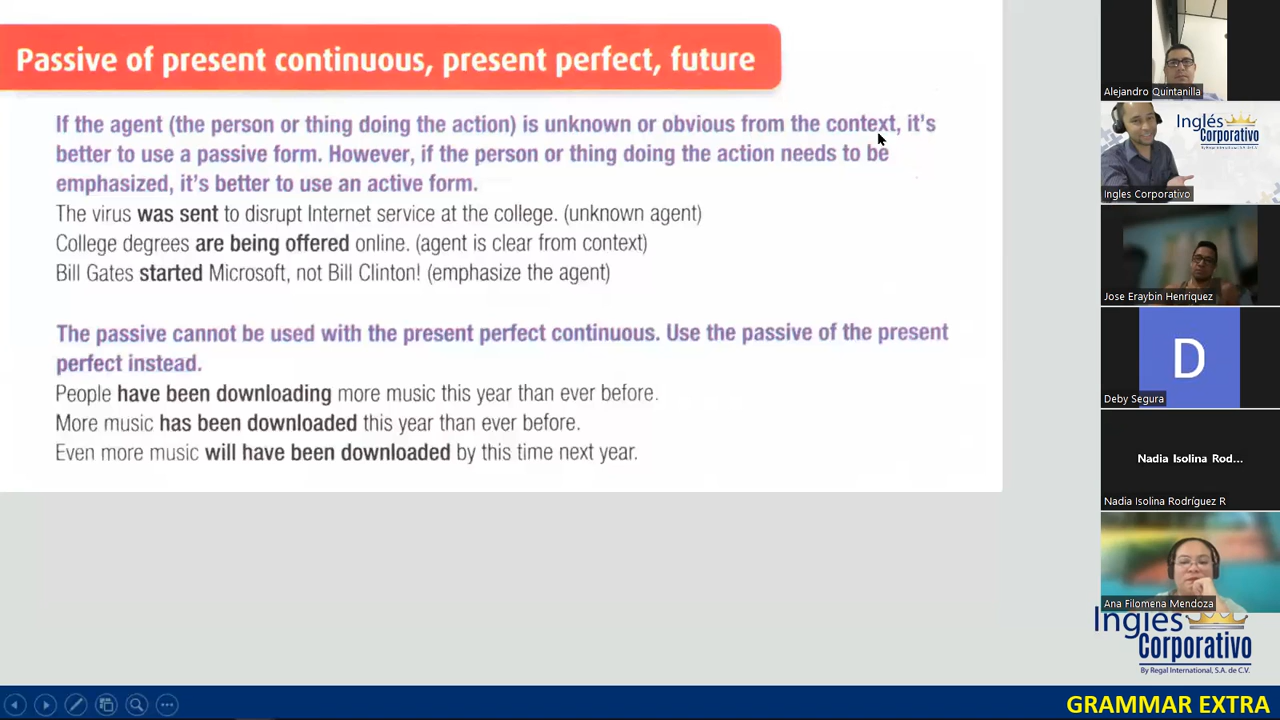 Passive of present continuous, present perfect, future
If the agent (the person or thing doing the action) is unknown or obvious from the context, it's
better to use a passive form. However, if the person or thing doing the action needs to be
emphasized, it's better to use an active form.
The virus was sent to disrupt Internet service at the college. (unknown agent)
College degrees are being offered online. (agent is clear from context)
Bill Gates started Microsoft, not Bill Clinton! (emphasize the agent)
The passive cannot be used with the present perfect continuous. Use the passive of the present
perfect instead.
People have been downloading more music this year than ever before.
More music has been downloaded this year than ever before.
Even more music will have been downloaded by this time next year.
Alejandro Quintanilla
Inglés
Corporativo
By Regal International, S.A. de C.V.
Ingles Corporativo
Jose Eraybin Henriquez
D
Deby Segura
Nadia Isolina Rod...
Nadia Isolina Rodríguez R
Ana Filomena Mendoza
Inglés
Corporativo
By Regal International, S.A. de C.V.
GRAMMAR EXTRA